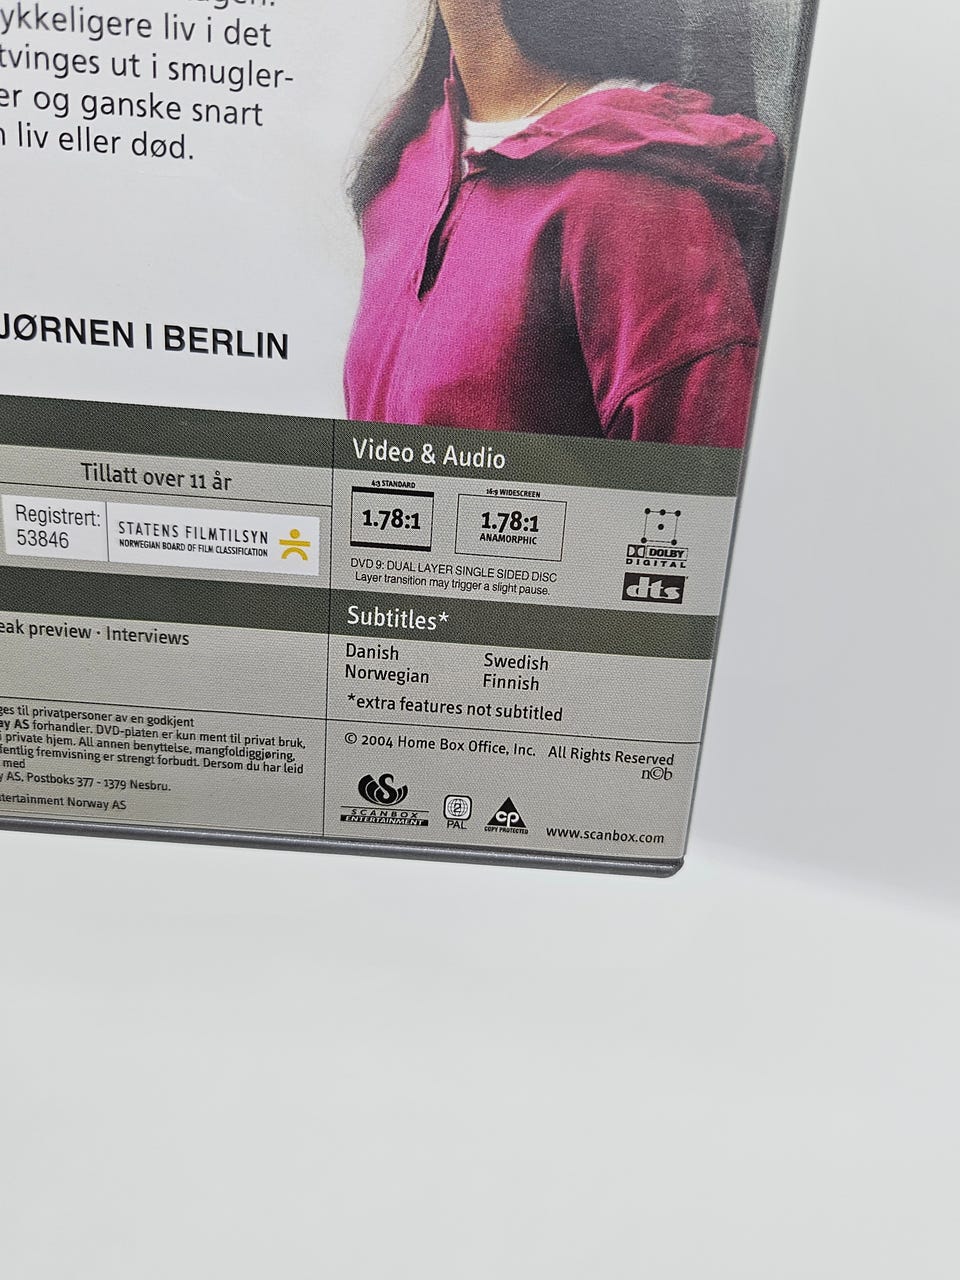 ykkeligere liv i det
tvinges ut i smugler-
er og ganske snart
liv eller død.
JØRNEN I BERLIN
Tillatt over 11 år
Registrert:
53846
STATENS FILMTILSYN
NORWEGIAN BOARD OF FILM CLASSIFICATION
eak preview · Interviews
ges til privatpersoner av en godkjent
ay AS forhandler. DVD-platen er kun ment til privat bruk,
i private hjem. All annen benyttelse, mangfoldiggjøring,
fentlig fremvisning er strengt forbudt. Dersom du har leid
med
y AS, Postboks 377 - 1379 Nesbru.
tertainment Norway AS
Video & Audio
4:3 STANDARD
1.78:1
16:9 WIDESCREEN
1.78:1
ANAMORPHIC
DVD 9: DUAL LAYER SINGLE SIDED DISC
Layer transition may trigger a slight pause.
DOLBY
DIGITAL
dts
Subtitles*
Danish
Norwegian
Swedish
Finnish
*extra features not subtitled
© 2004 Home Box Office, Inc. All Rights Reserved
n©b
SCANBOX
ENTERTAINMENT
2
PAL
CP
COPY PROTECTED
www.scanbox.com